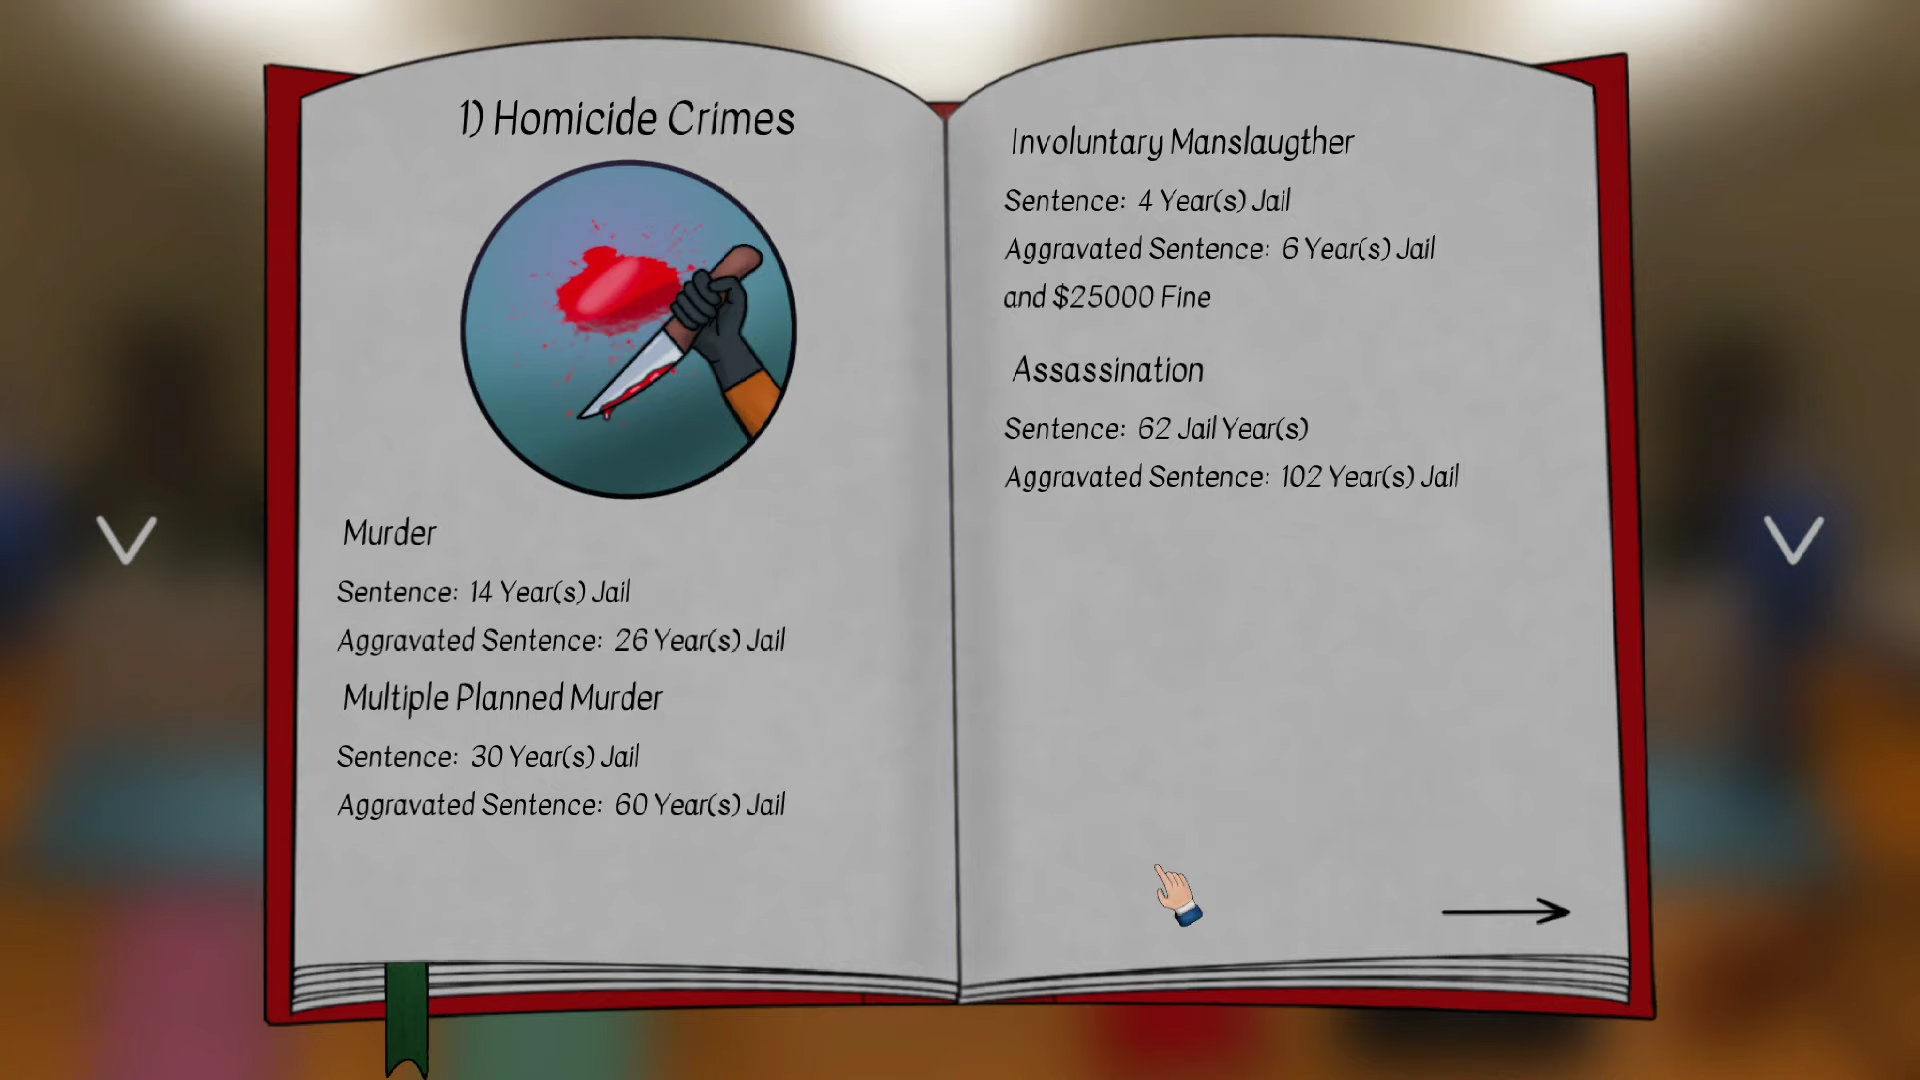 1) Homicide Crimes
Murder
Sentence: 14 Year(s) Jail
Aggravated Sentence: 26 Year(s) Jail
Multiple Planned Murder
Sentence: 30 Year(s) Jail
Aggravated Sentence: 60 Year(s) Jail
Involuntary Manslaugther
Sentence: 4 Year(s) Jail
Aggravated Sentence: 6 Year(s) Jail
and $25000 Fine
Assassination
Sentence: 62 Jail Year(s)
Aggravated Sentence: 102 Year(s) Jail